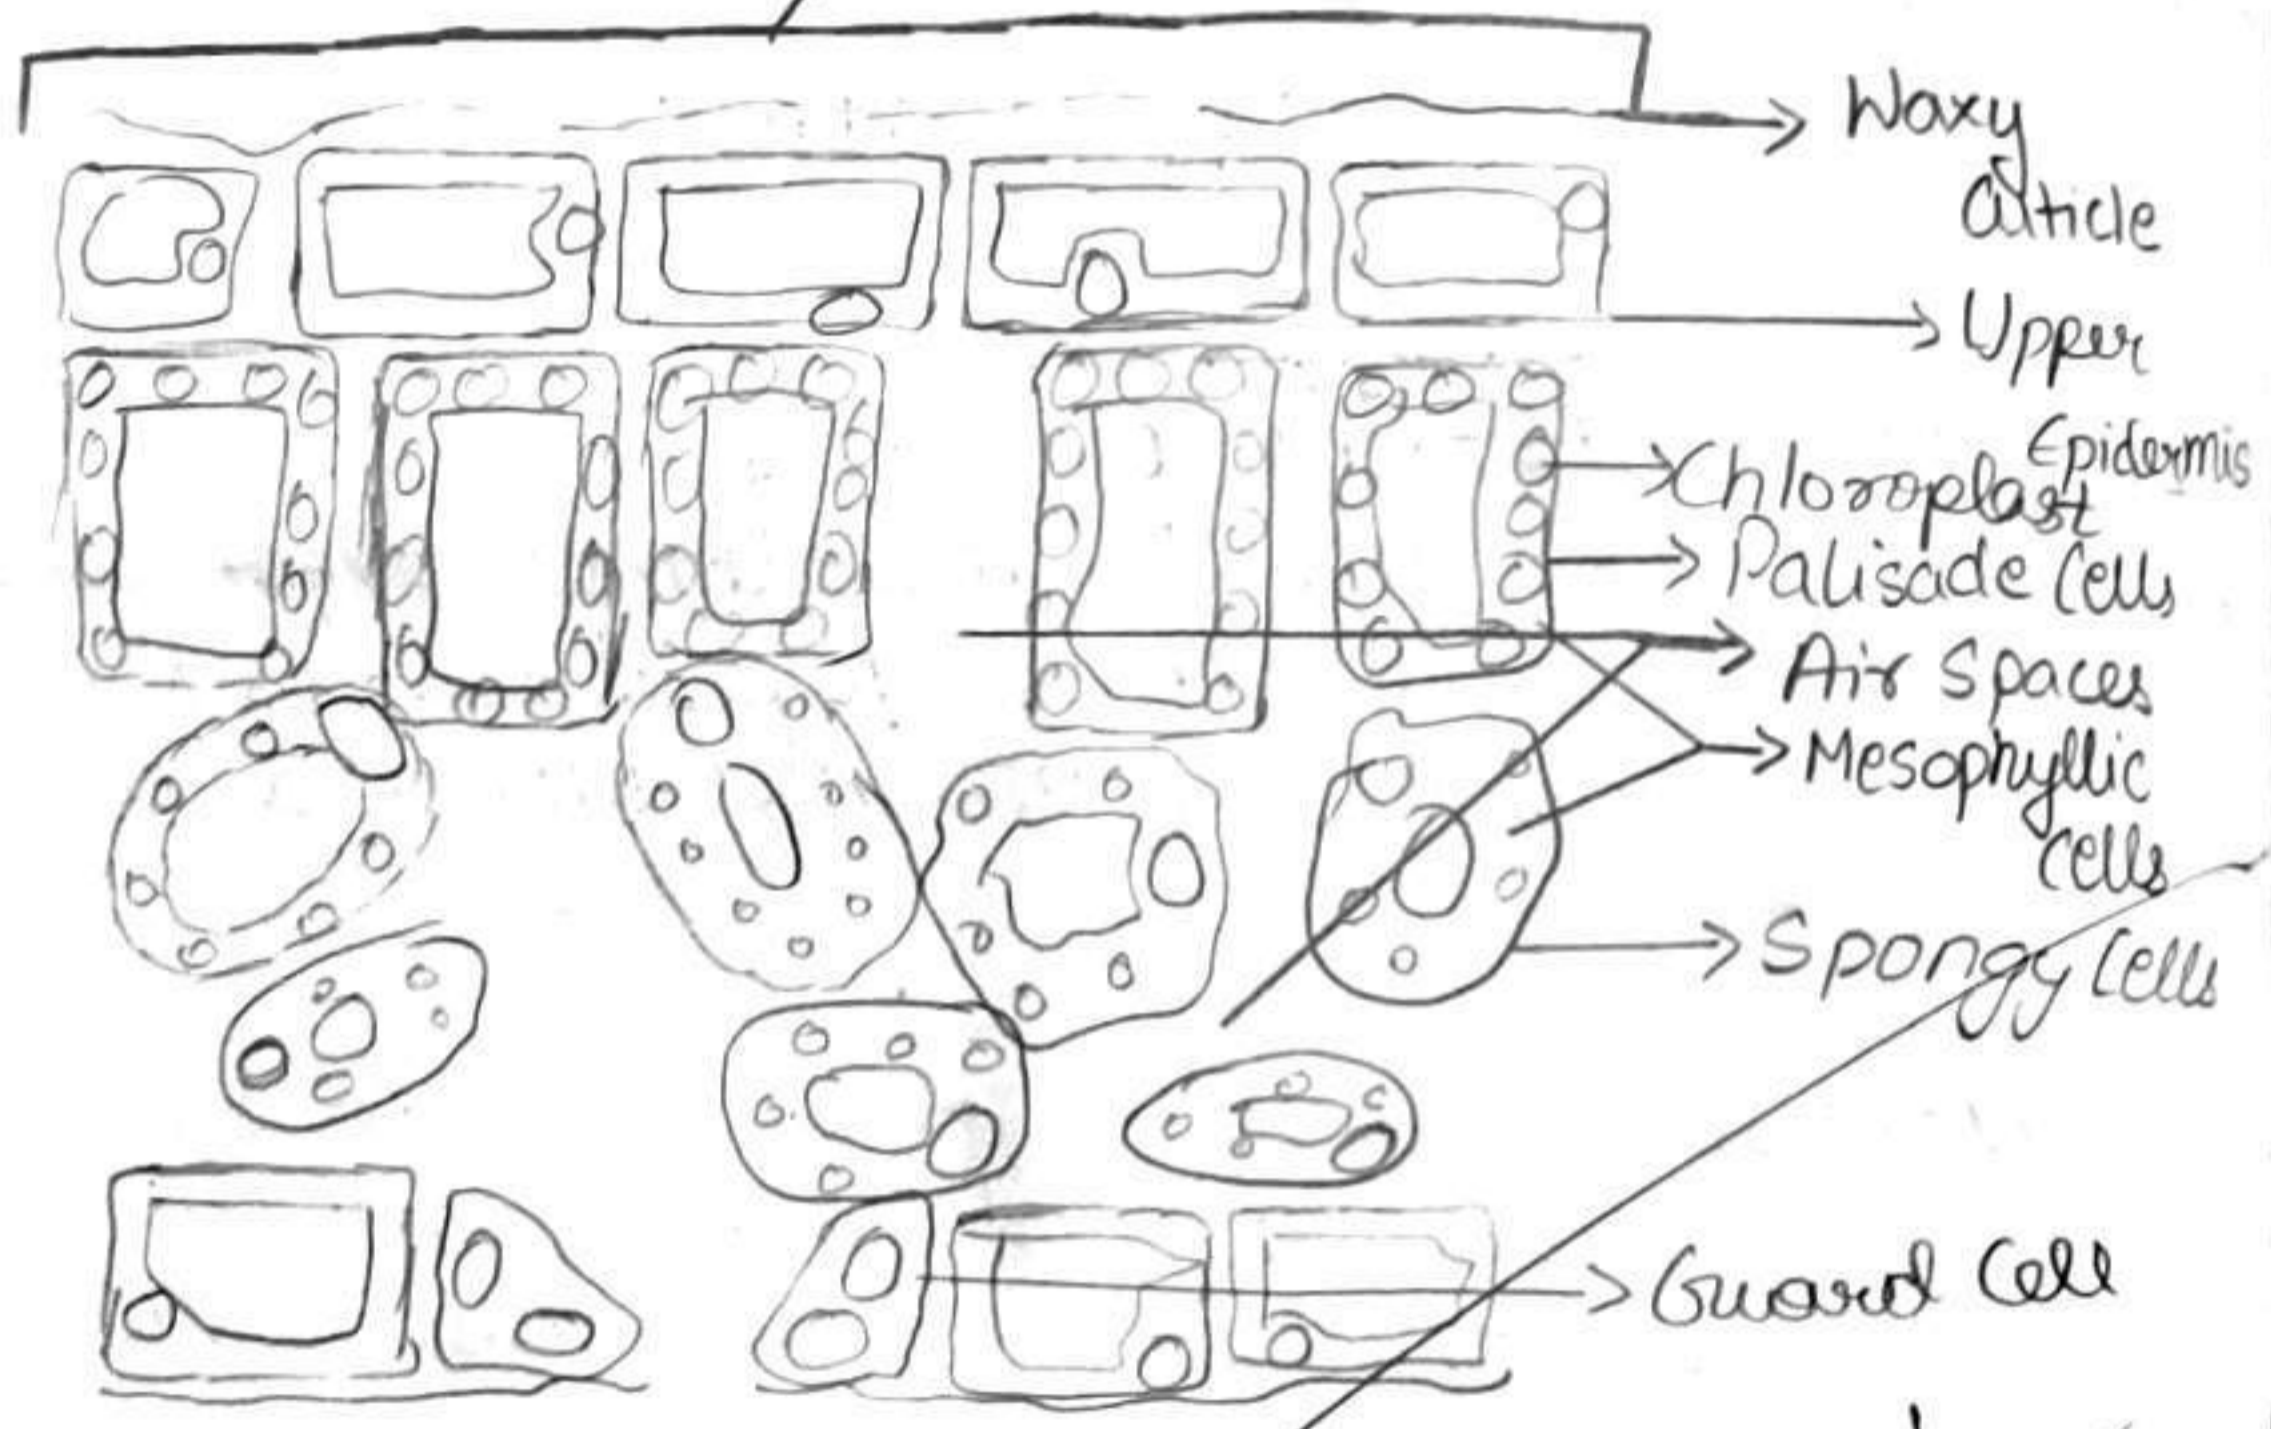 Waxy
Cuticle
Upper
Epidermis
Chloroplast
Palisade Cells
Air Spaces
Mesophyllic
Cells
Spongy Cells
Guard Cell